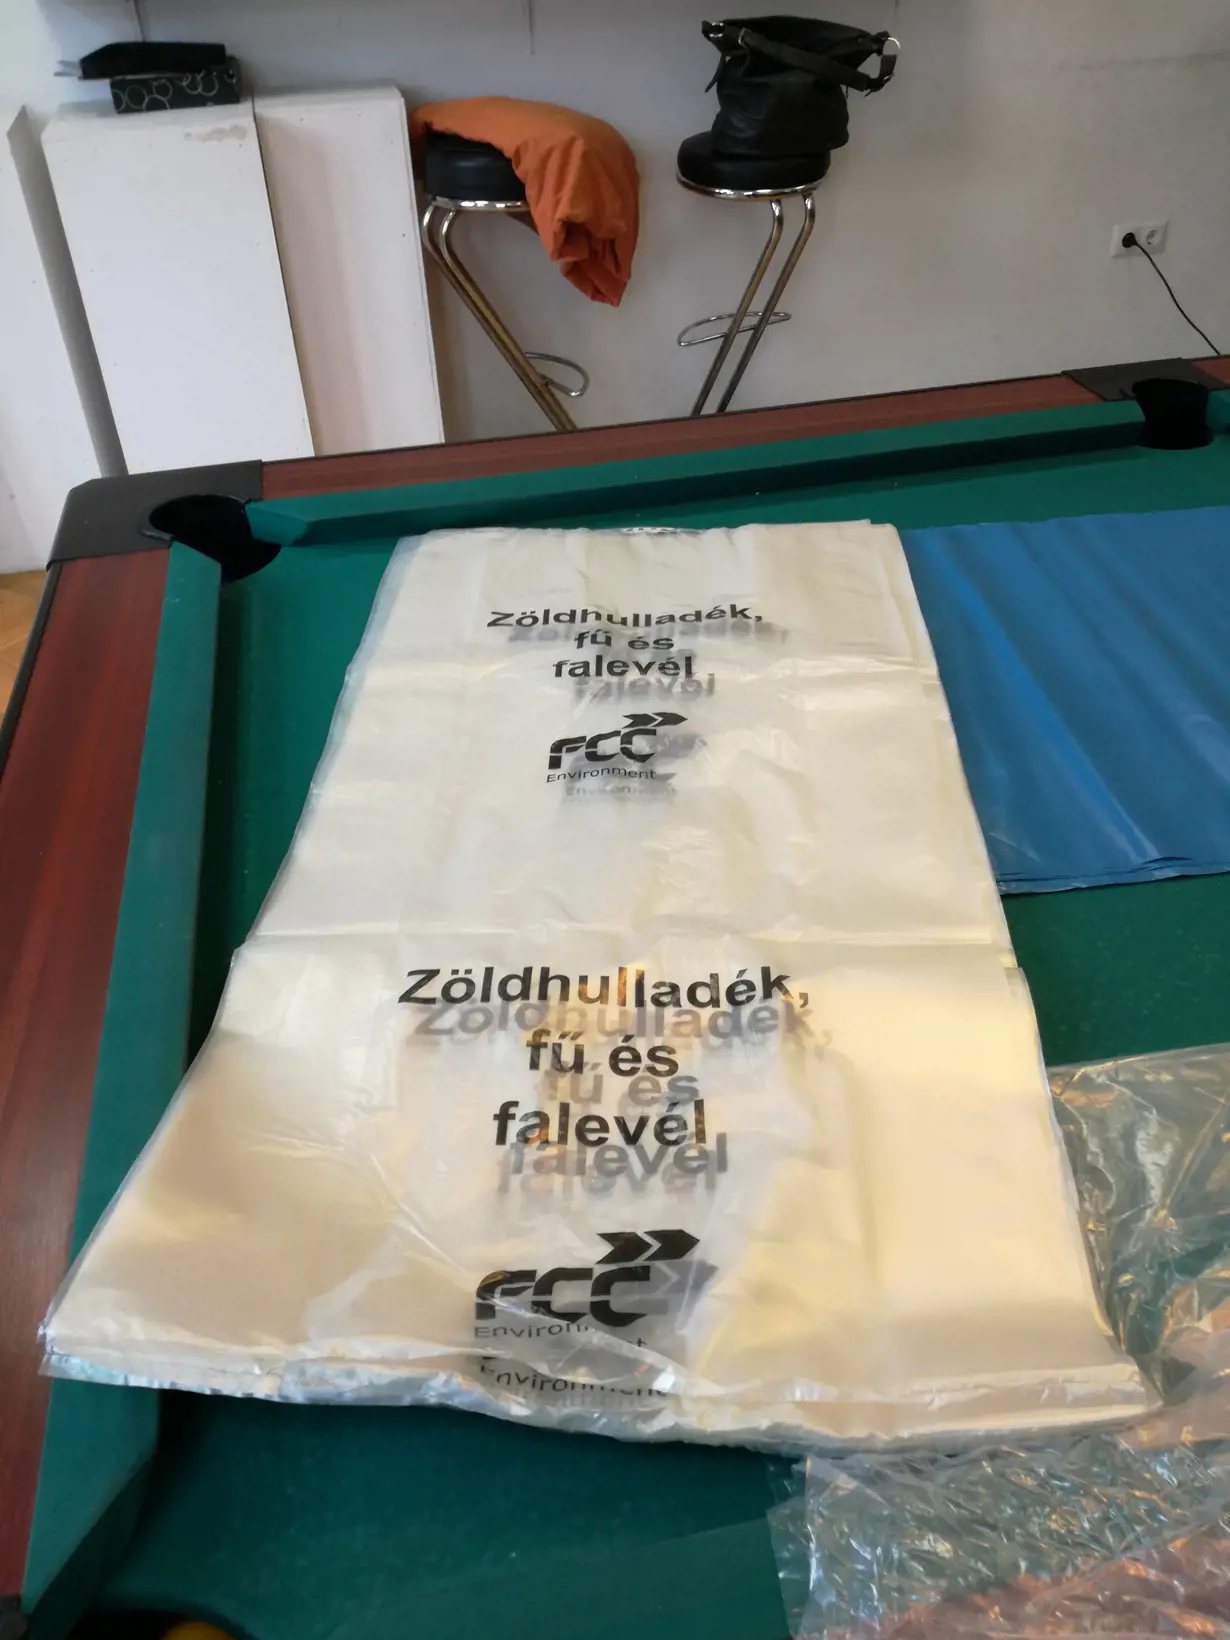 Zöldhulladék,
fű és
falevél
FCC
Environment
Zöldhulladék,
fű és
falevél
FCC
Environment